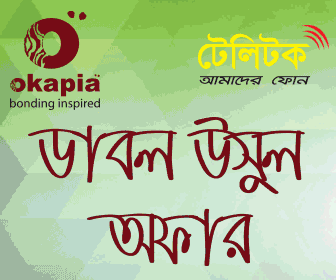 okapia
bonding inspired
টেলিটক
আমাদের ফোন
ডাবল উসুল
অফার